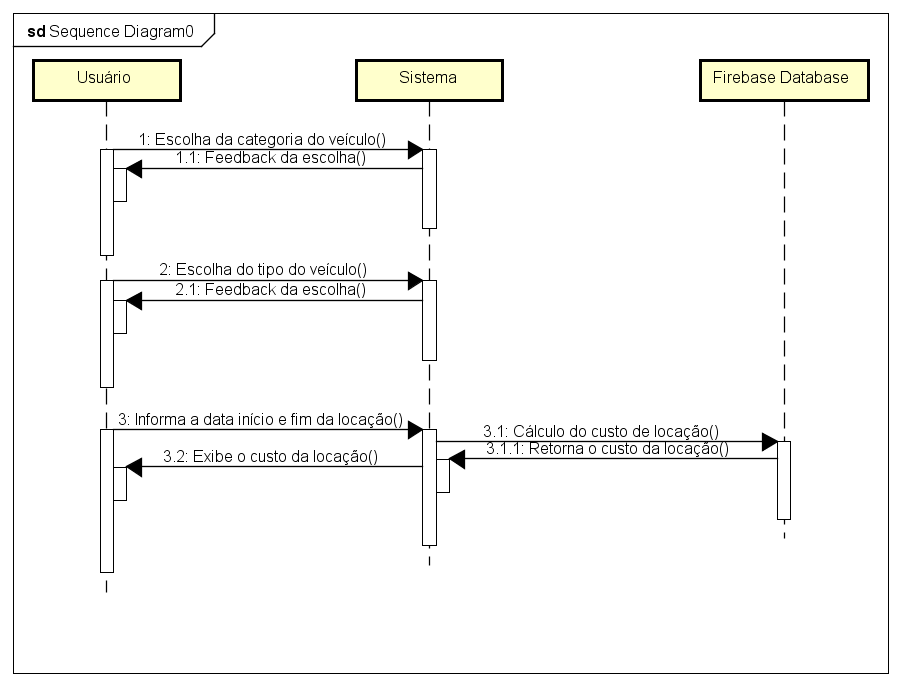 sd Sequence Diagram0
Usuário
Sistema
Firebase Database
1: Escolha da categoria do veículo()
1.1: Feedback da escolha()
2: Escolha do tipo do veículo()
2.1: Feedback da escolha()
3: Informa a data início e fim da locação()
3.1: Cálculo do custo de locação()
3.1.1: Retorna o custo da locação()
3.2: Exibe o custo da locação()